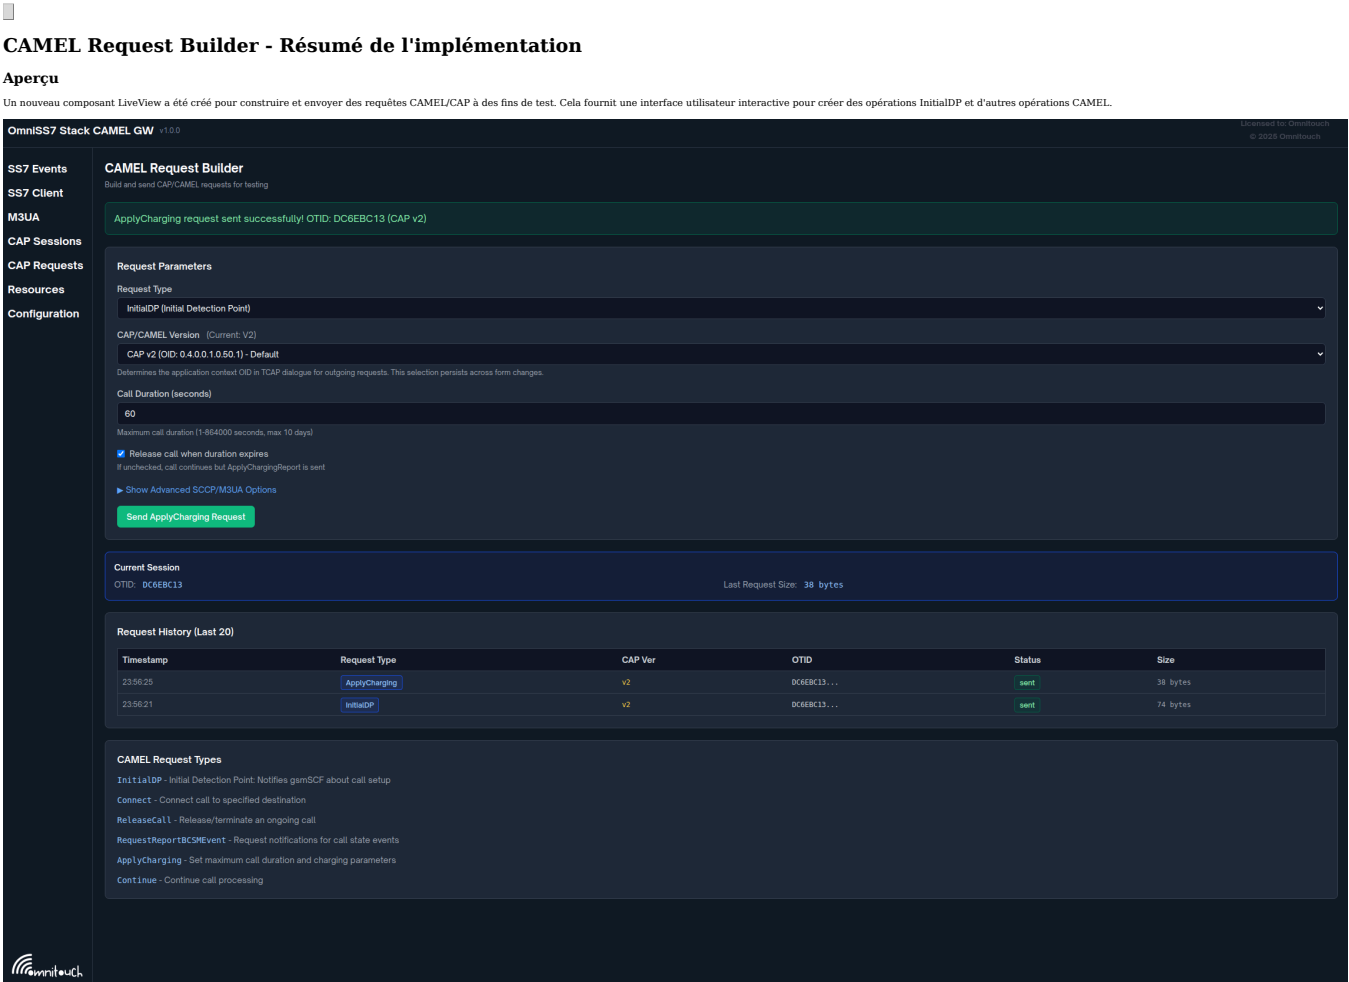 CAMEL Request Builder - Résumé de l'implémentation
Aperçu
Un nouveau composant LiveView a été créé pour construire et envoyer des requêtes CAMEL/CAP à des fins de test. Cela fournit une interface utilisateur interactive pour créer des opérations InitialDP et d'autres opérations CAMEL.
OmniSS7 Stack CAMEL GW v1.0.0
Licensed to: Omnitouch
© 2025 Omnitouch
SS7 Events
SS7 Client
M3UA
CAP Sessions
CAP Requests
Resources
Configuration
CAMEL Request Builder
Build and send CAP/CAMEL requests for testing
ApplyCharging request sent successfully! OTID: DC6EBC13 (CAP v2)
Request Parameters
Request Type
InitialDP (Initial Detection Point)
CAP/CAMEL Version (Current: V2)
CAP v2 (OID: 0.4.0.0.1.0.50.1) - Default
Determines the application context OID in TCAP dialogue for outgoing requests. This selection persists across form changes.
Call Duration (seconds)
60
Maximum call duration (1-864000 seconds, max 10 days)
Release call when duration expires
If unchecked, call continues but ApplyChargingReport is sent
▶ Show Advanced SCCP/M3UA Options
Send ApplyCharging Request
Current Session
OTID: DC6EBC13 Last Request Size: 38 bytes
Request History (Last 20)
Timestamp Request Type CAP Ver OTID Status Size
23:56:25 ApplyCharging v2 DC6EBC13... sent 38 bytes
23:56:21 InitialDP v2 DC6EBC13... sent 74 bytes
CAMEL Request Types
InitialDP - Initial Detection Point: Notifies gsmSCF about call setup
Connect - Connect call to specified destination
ReleaseCall - Release/terminate an ongoing call
RequestReportBCSMEvent - Request notifications for call state events
ApplyCharging - Set maximum call duration and charging parameters
Continue - Continue call processing
omnitouch